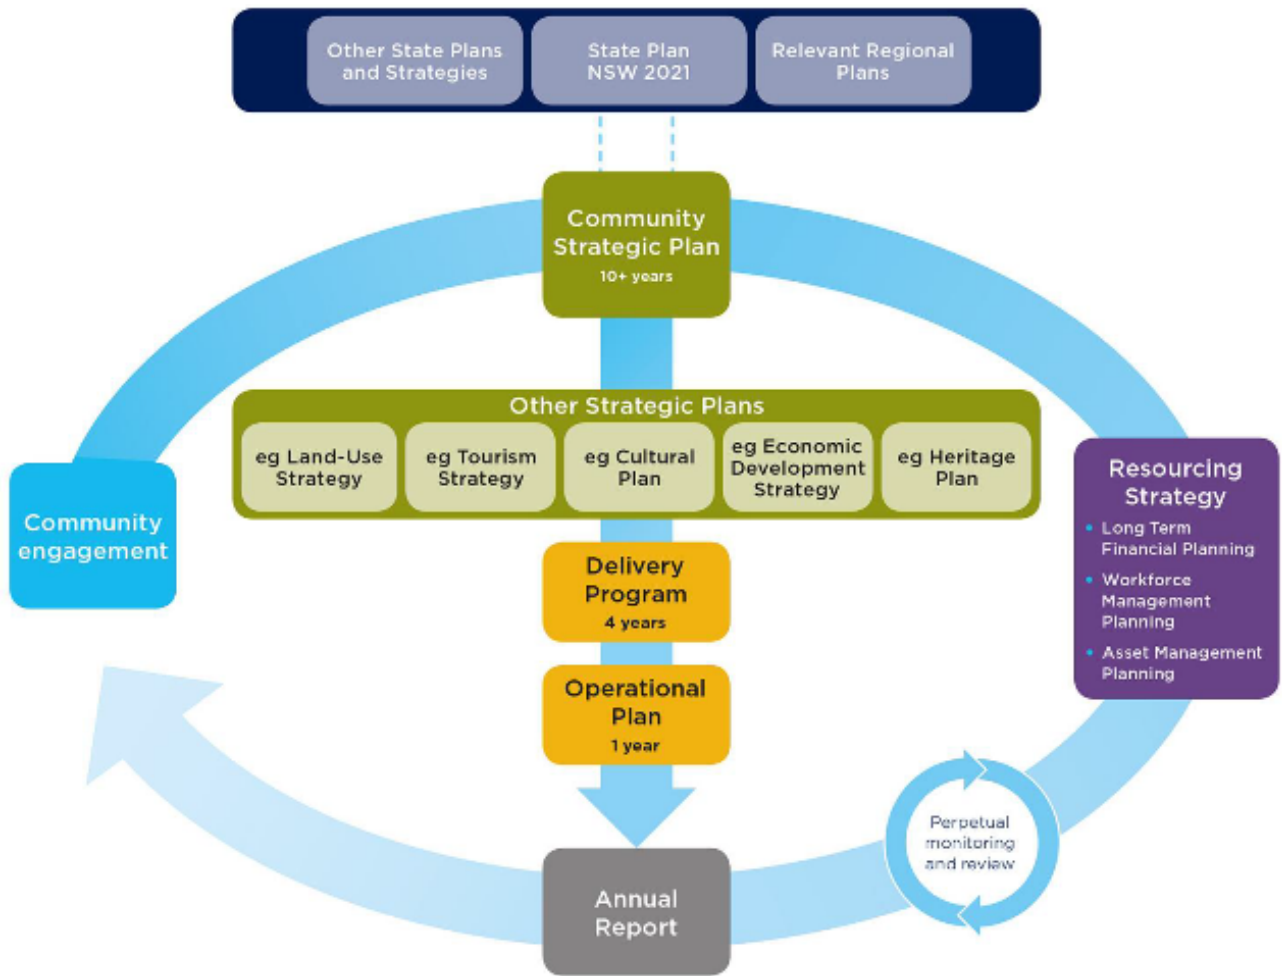 Other State Plans
and Strategies
State Plan
NSW 2021
Relevant Regional
Plans
Community
Strategic Plan
10+ years
Other Strategic Plans
eg Land-Use
Strategy
eg Tourism
Strategy
eg Cultural
Plan
eg Economic
Development
Strategy
eg Heritage
Plan
Community
engagement
Resourcing
Strategy
• Long Term
Financial Planning
• Workforce
Management
Planning
• Asset Management
Planning
Delivery
Program
4 years
Operational
Plan
1 year
Perpetual
monitoring
and review
Annual
Report